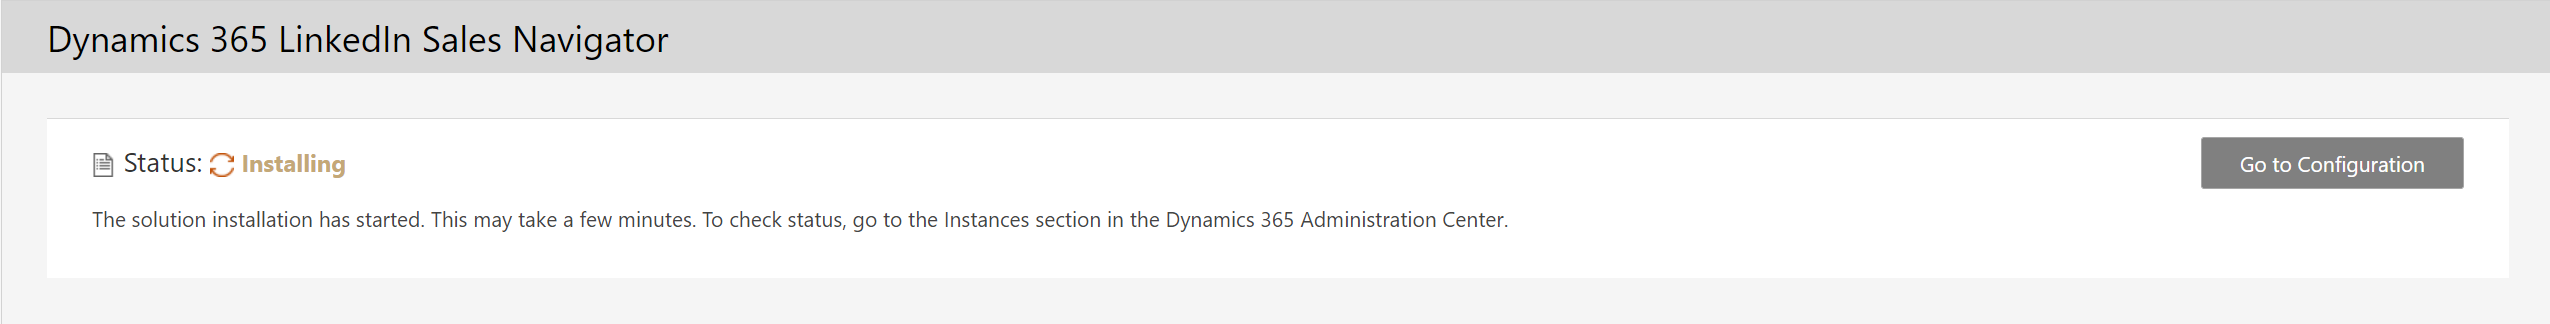 Dynamics 365 LinkedIn Sales Navigator
Status: Installing
Go to Configuration
The solution installation has started. This may take a few minutes. To check status, go to the Instances section in the Dynamics 365 Administration Center.